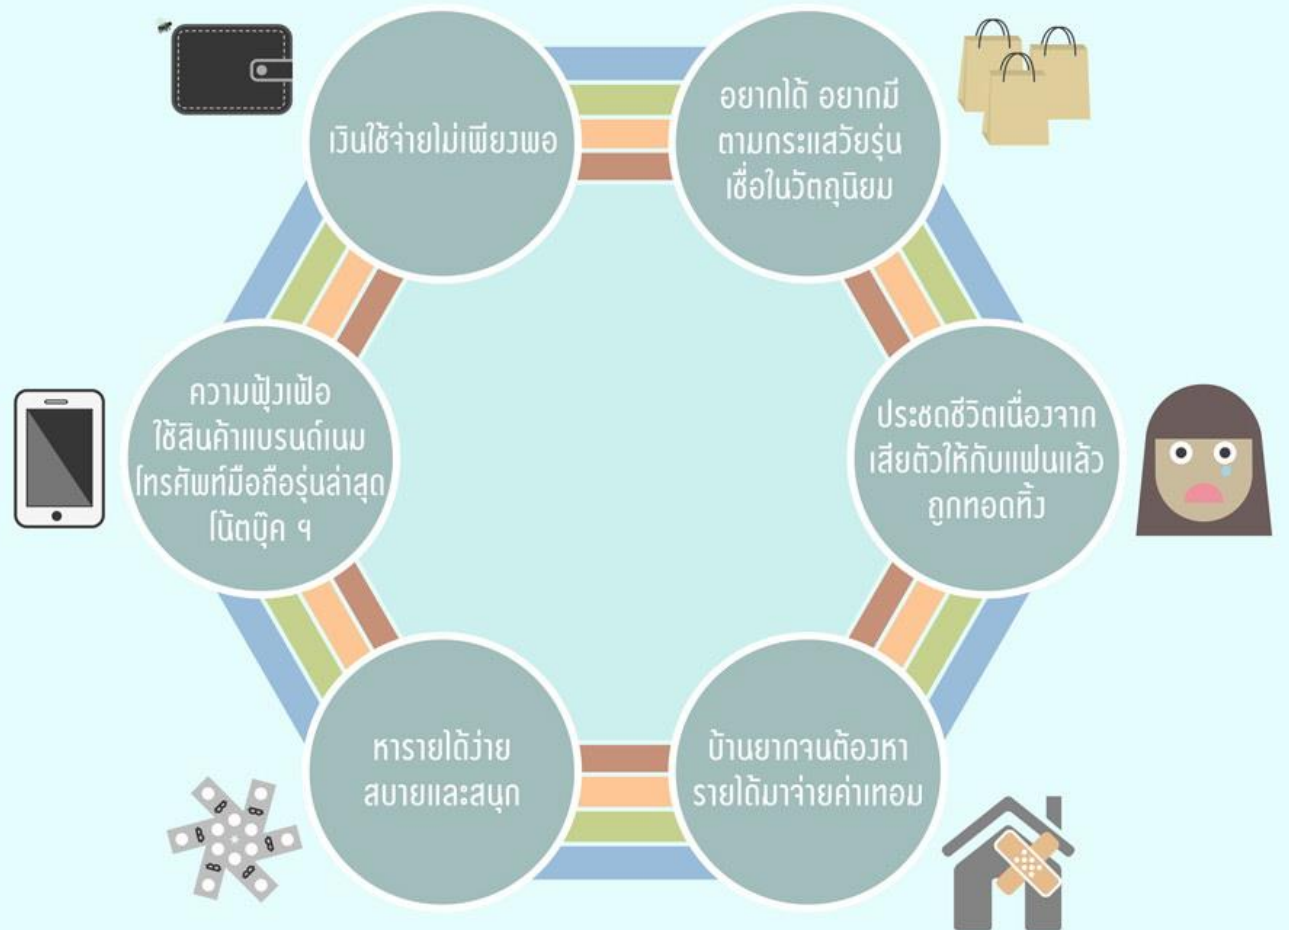 เงินใช้จ่ายไม่เพียงพอ
อยากได้ อยากมี
ตามกระแสวัยรุ่น
เชื่อในวัตถุนิยม
ความฟุ้งเฟ้อ
ใช้สินค้าแบรนด์เนม
โทรศัพท์มือถือรุ่นล่าสุด
โน้ตบุ๊ค ฯ
ประชดชีวิตเนื่องจาก
เสียตัวให้กับแฟนแล้ว
ถูกทอดทิ้ง
หารายได้ง่าย
สบายและสนุก
บ้านยากจนต้องหา
รายได้มาจ่ายค่าเทอม